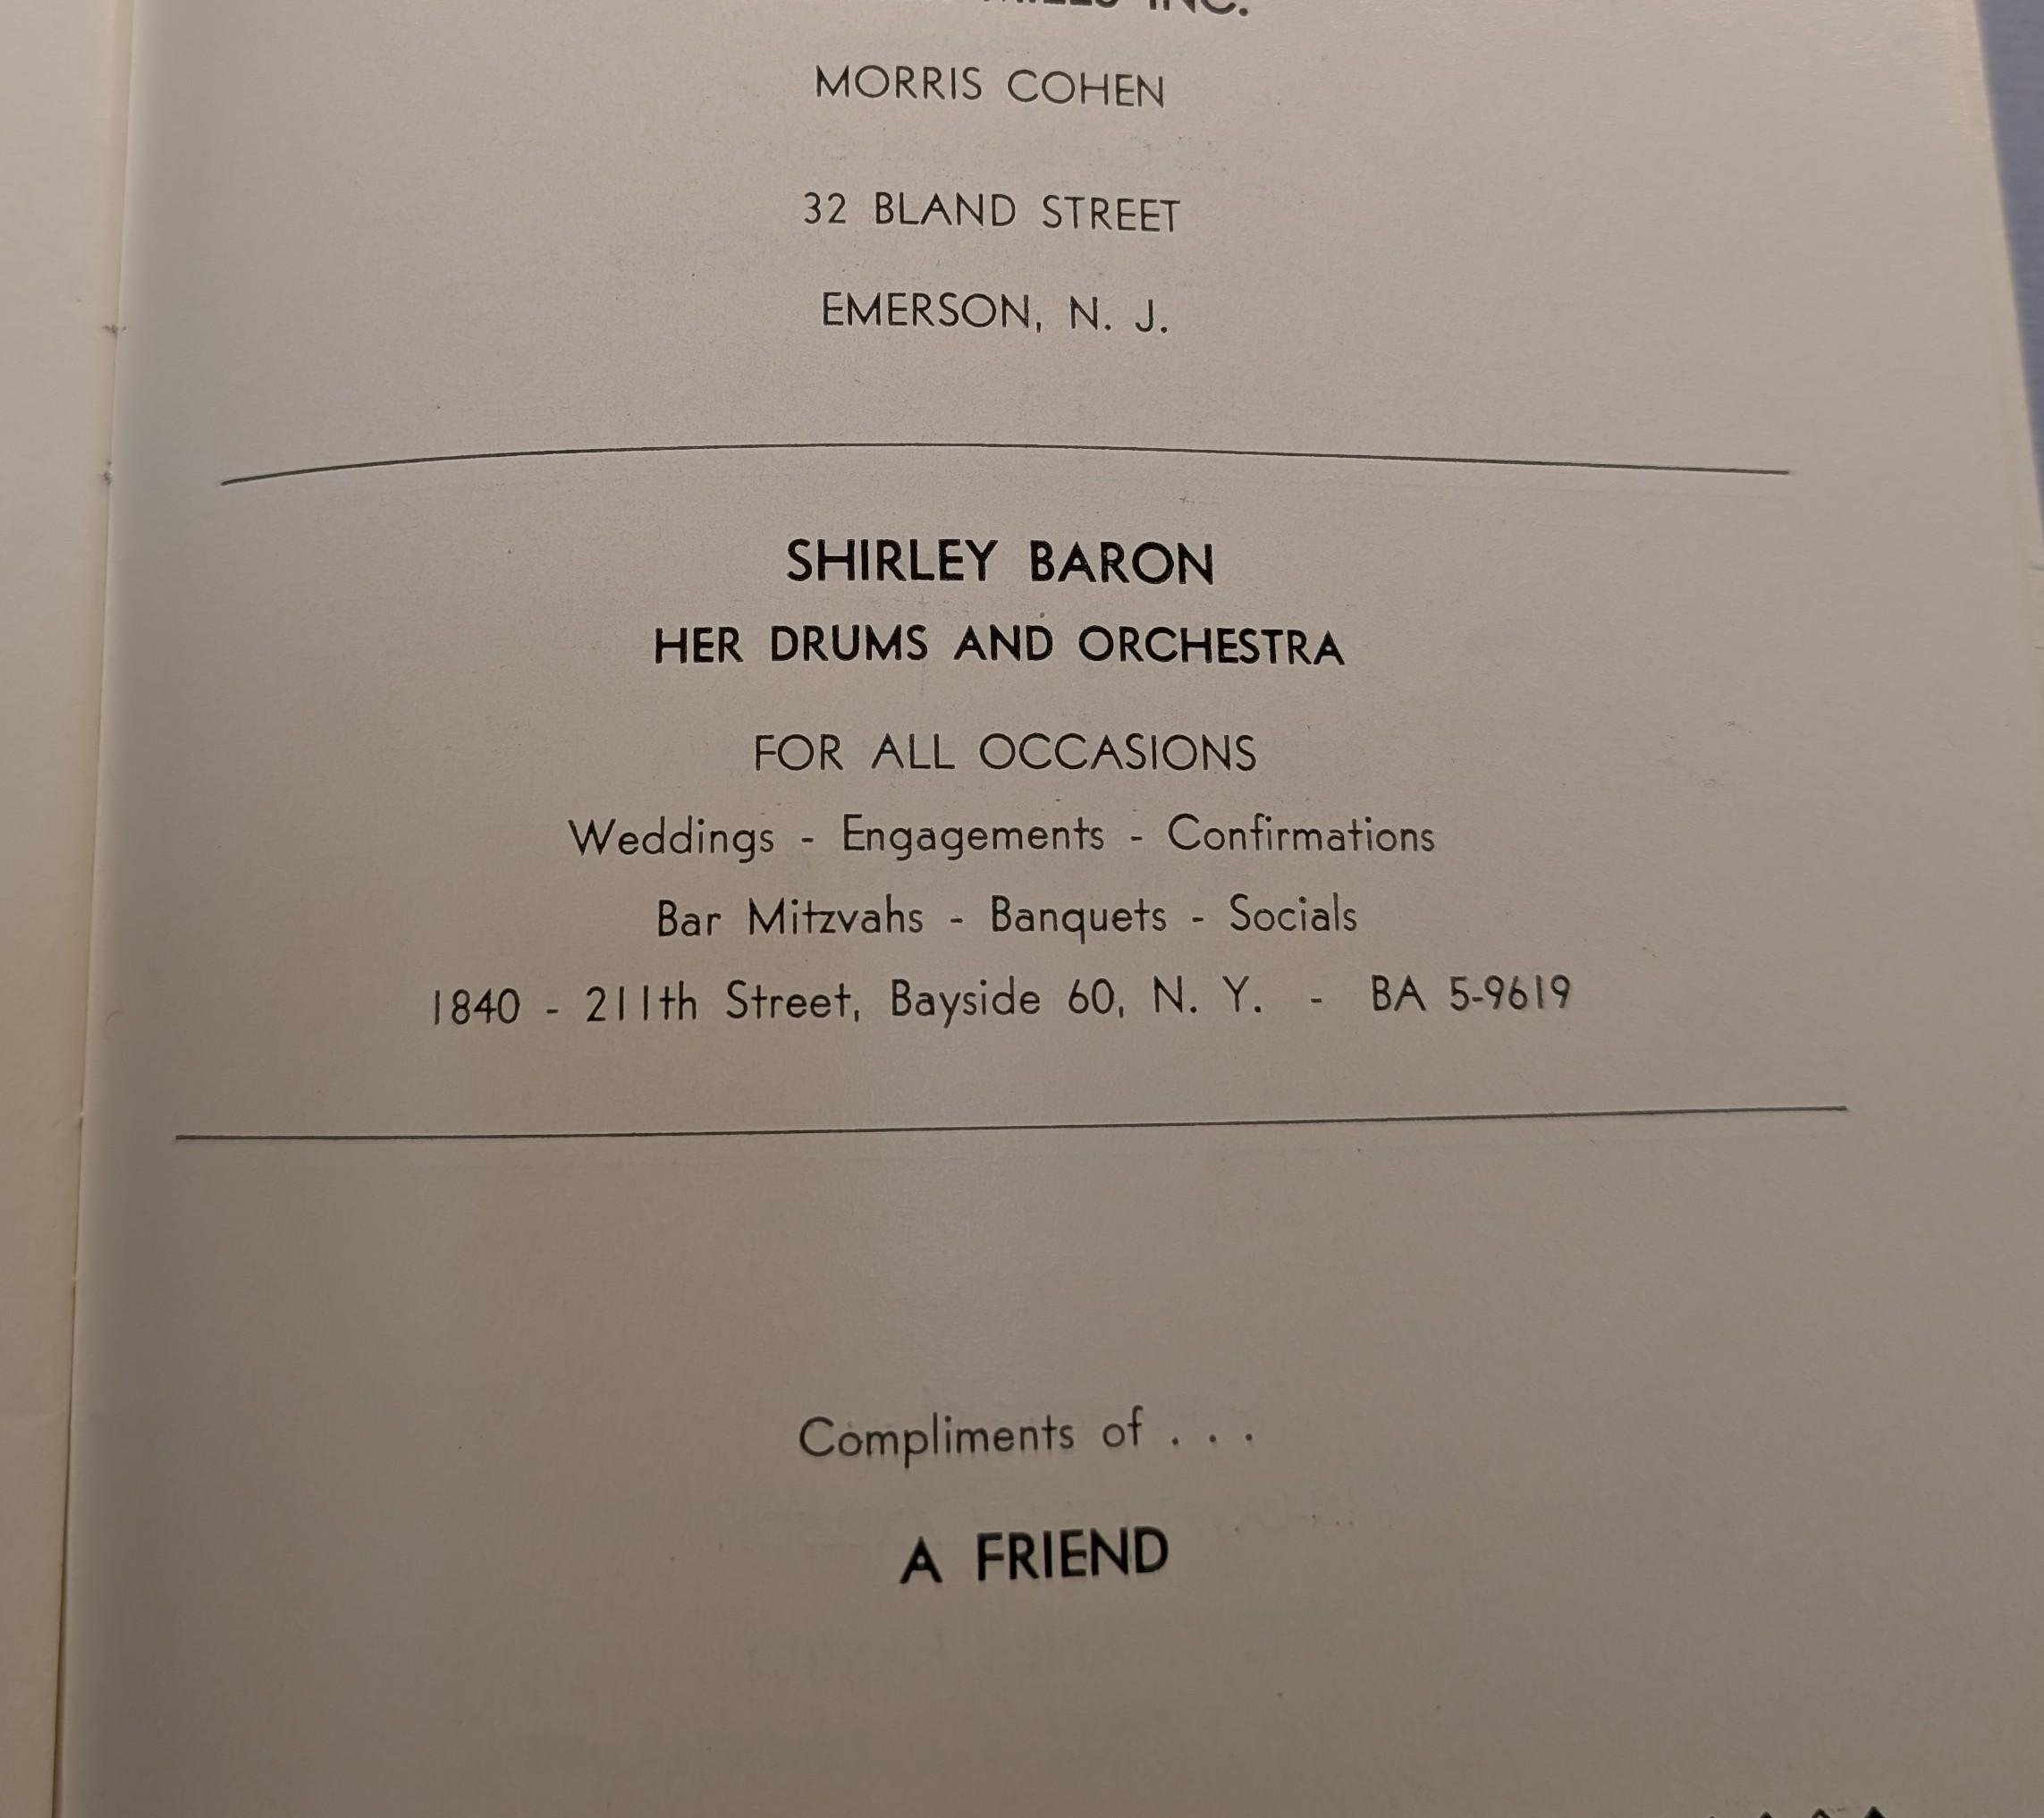 INC.
MORRIS COHEN
32 BLAND STREET
EMERSON, N. J.
SHIRLEY BARON
HER DRUMS AND ORCHESTRA
FOR ALL OCCASIONS
Weddings - Engagements - Confirmations
Bar Mitzvahs - Banquets - Socials
1840 - 211th Street, Bayside 60, N. Y. - BA 5-9619
Compliments of . . .
A FRIEND